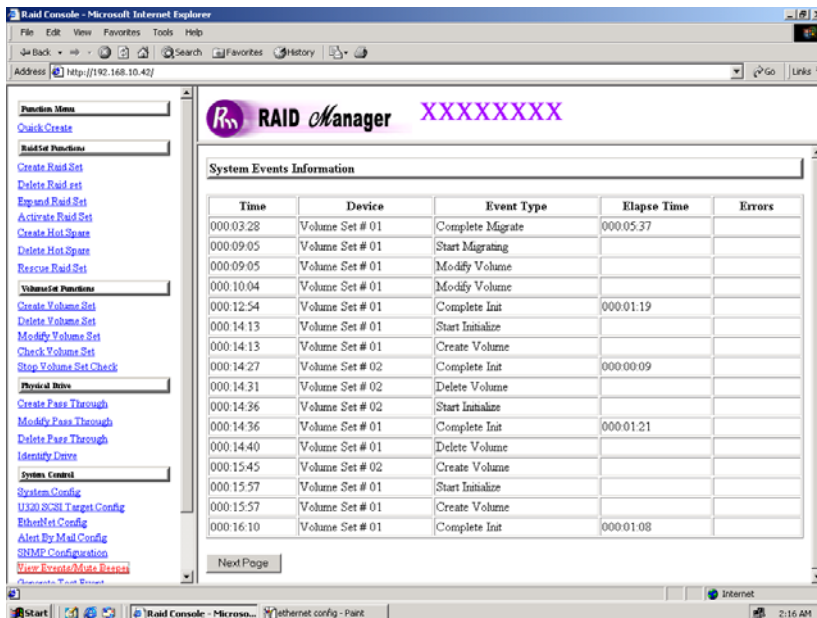 Raid Console - Microsoft Internet Explorer
File Edit View Favorites Tools Help
Back Search Favorites History
Address http://192.168.10.42/ Go Links
Function Menu
Quick Create
RaidSet Functions
Create Raid Set
Delete Raid set
Expand Raid Set
Activate Raid Set
Create Hot Spare
Delete Hot Spare
Rescue Raid Set
VolumeSet Functions
Create Volume Set
Delete Volume Set
Modify Volume Set
Check Volume Set
Stop Volume Set Check
Physical Drive
Create Pass Through
Modify Pass Through
Delete Pass Through
Identify Drive
System Control
System Config
U320 SCSI Target Config
EtherNet Config
Alert By Mail Config
SNMP Configuration
View Events/Mute Beeper
Generate Test Event
Rm RAID Manager XXXXXXXX
System Events Information
Time Device Event Type Elapse Time Errors
000:03:28 Volume Set # 01 Complete Migrate 000:05:37
000:09:05 Volume Set # 01 Start Migrating
000:09:05 Volume Set # 01 Modify Volume
000:10:04 Volume Set # 01 Modify Volume
000:12:54 Volume Set # 01 Complete Init 000:01:19
000:14:13 Volume Set # 01 Start Initialize
000:14:13 Volume Set # 01 Create Volume
000:14:27 Volume Set # 02 Complete Init 000:00:09
000:14:31 Volume Set # 02 Delete Volume
000:14:36 Volume Set # 02 Start Initialize
000:14:36 Volume Set # 01 Complete Init 000:01:21
000:14:40 Volume Set # 01 Delete Volume
000:15:45 Volume Set # 02 Create Volume
000:15:57 Volume Set # 01 Start Initialize
000:15:57 Volume Set # 01 Create Volume
000:16:10 Volume Set # 01 Complete Init 000:01:08
Next Page
Internet
Start Raid Console - Microso... ethernet config - Paint 2:16 AM